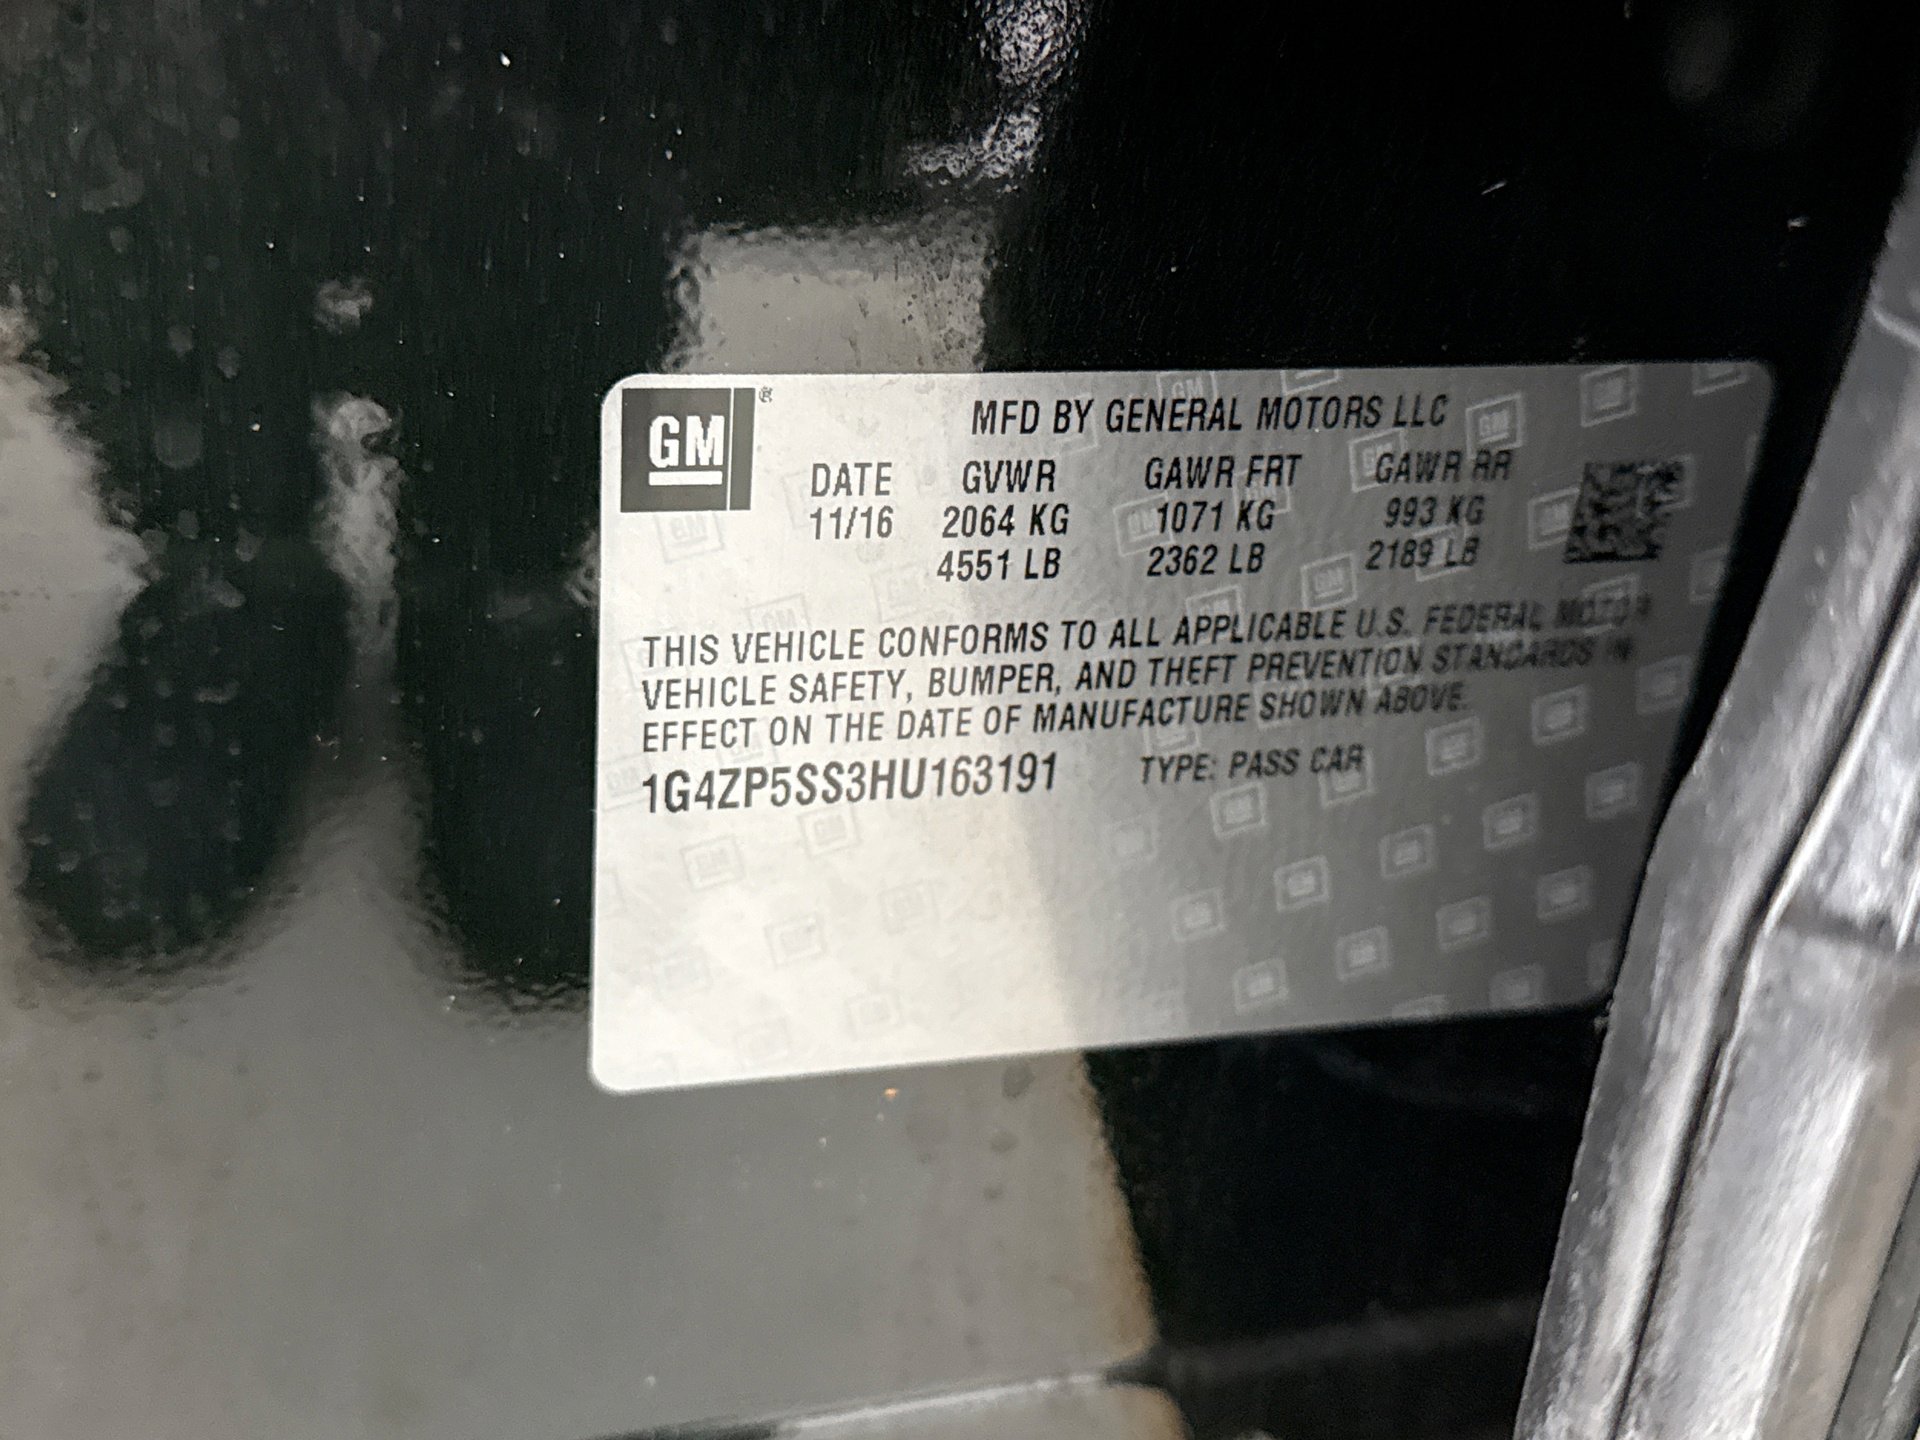 GM ®
MFD BY GENERAL MOTORS LLC
DATE GVWR GAWR FRT GAWR RR
11/16 2064 KG 1071 KG 993 KG
4551 LB 2362 LB 2189 LB
THIS VEHICLE CONFORMS TO ALL APPLICABLE U.S. FEDERAL MOTOR
VEHICLE SAFETY, BUMPER, AND THEFT PREVENTION STANDARDS IN
EFFECT ON THE DATE OF MANUFACTURE SHOWN ABOVE.
1G4ZP5SS3HU163191 TYPE: PASS CAR